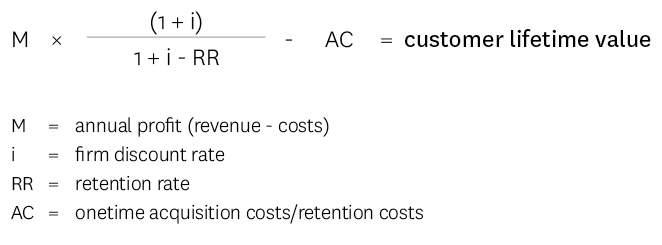 M × (1 + i) / 1 + i - RR - AC = customer lifetime value
M = annual profit (revenue - costs)
i = firm discount rate
RR = retention rate
AC = onetime acquisition costs/retention costs